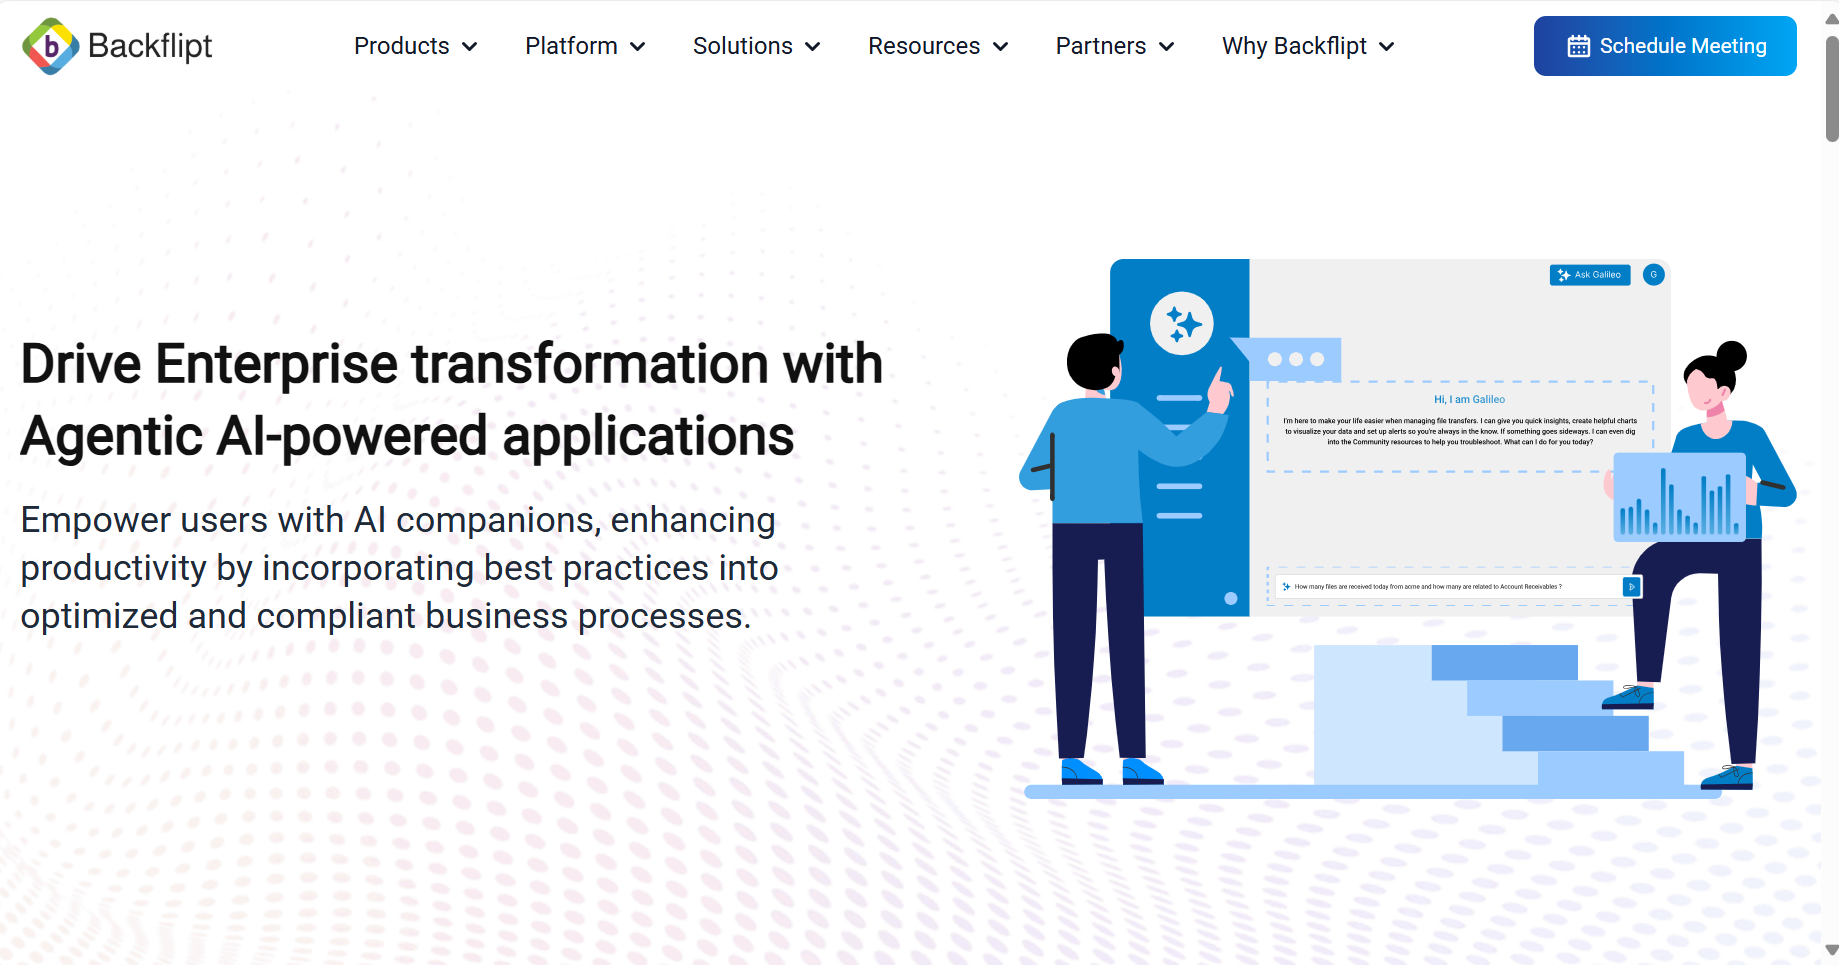 b Backflipt
Products
Platform
Solutions
Resources
Partners
Why Backflipt
Schedule Meeting
Drive Enterprise transformation with
Agentic AI-powered applications
Empower users with AI companions, enhancing
productivity by incorporating best practices into
optimized and compliant business processes.
Ask Galileo
G
Hi, I am Galileo
I'm here to make your life easier when managing file transfers. I can give you quick insights, create helpful charts
to visualize your data and set up alerts so you're always in the know. If something goes sideways. I can even dig
into the Community resources to help you troubleshoot. What can I do for you today?
How many files are received today from acme and how many are related to Account Receivables ?